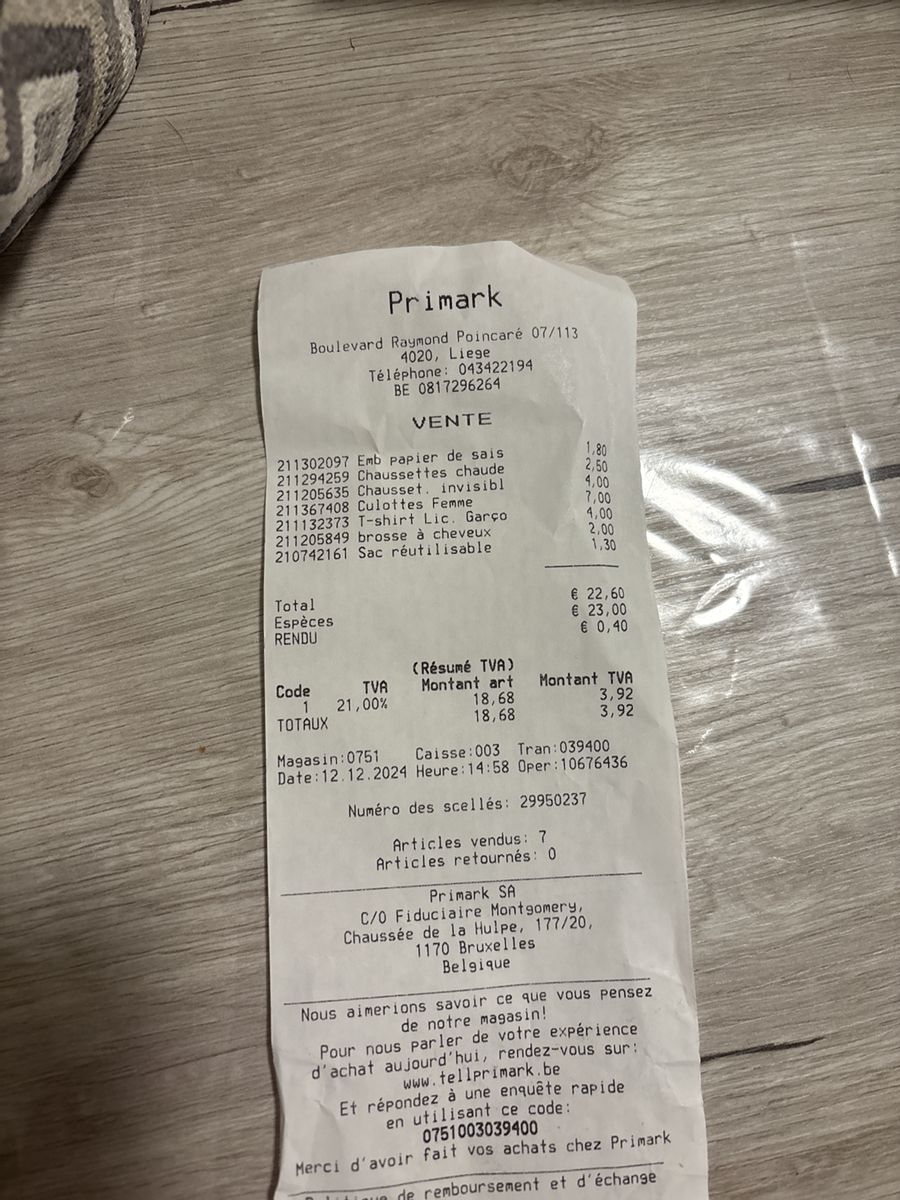 Primark
Boulevard Raymond Poincaré 07/113
4020, Liege
Téléphone: 043422194
BE 0817296264
VENTE
211302097 Emb papier de sais 1,80
211294259 Chaussettes chaude 2,50
211205635 Chausset. invisibl 4,00
211367408 Culottes Femme 7,00
211132373 T-shirt Lic. Garço 4,00
211205849 brosse à cheveux 2,00
210742161 Sac réutilisable 1,30
Total € 22,60
Espèces € 23,00
RENDU € 0,40
(Résumé TVA)
Code TVA Montant art Montant TVA
1 21,00% 18,68 3,92
TOTAUX 18,68 3,92
Magasin:0751 Caisse:003 Tran:039400
Date:12.12.2024 Heure:14:58 Oper:10676436
Numéro des scellés: 29950237
Articles vendus: 7
Articles retournés: 0
Primark SA
C/O Fiduciaire Montgomery,
Chaussée de la Hulpe, 177/20,
1170 Bruxelles
Belgique
Nous aimerions savoir ce que vous pensez
de notre magasin!
Pour nous parler de votre expérience
d'achat aujourd'hui, rendez-vous sur:
www.tellprimark.be
Et répondez à une enquête rapide
en utilisant ce code:
0751003039400
Merci d'avoir fait vos achats chez Primark
de remboursement et d'échange